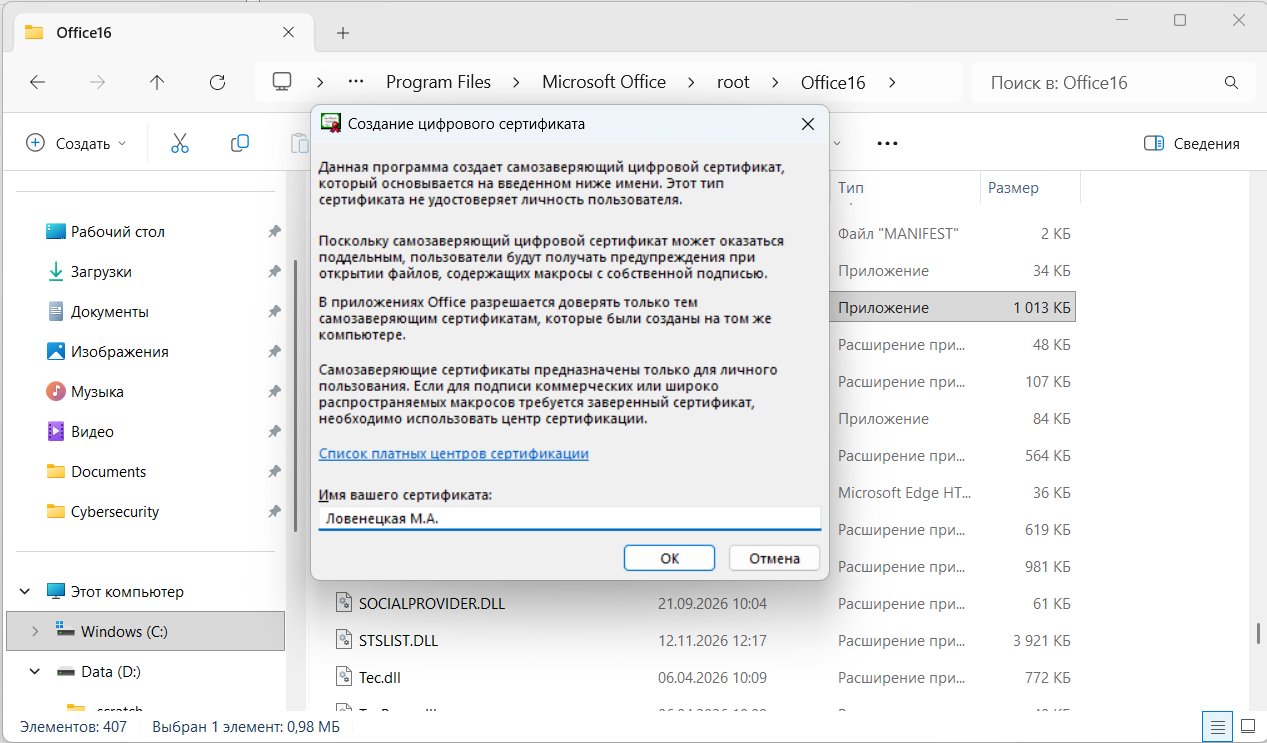 Office16
Program Files
Microsoft Office
root
Office16
Поиск в: Office16
Создать
Сведения
Создание цифрового сертификата
Данная программа создает самозаверяющий цифровой сертификат,
который основывается на введенном ниже имени. Этот тип
сертификата не удостоверяет личность пользователя.
Поскольку самозаверяющий цифровой сертификат может оказаться
поддельным, пользователи будут получать предупреждения при
открытии файлов, содержащих макросы с собственной подписью.
В приложениях Office разрешается доверять только тем
самозаверяющим сертификатам, которые были созданы на том же
компьютере.
Самозаверяющие сертификаты предназначены только для личного
пользования. Если для подписи коммерческих или широко
распространяемых макросов требуется заверенный сертификат,
необходимо использовать центр сертификации.
Список платных центров сертификации
Имя вашего сертификата:
Ловенецкая М.А.
ОК
Отмена
Рабочий стол
Загрузки
Документы
Изображения
Музыка
Видео
Documents
Cybersecurity
Этот компьютер
Windows (C:)
Data (D:)
scratch
Тип Размер
Файл "MANIFEST" 2 КБ
Приложение 34 КБ
Приложение 1 013 КБ
Расширение при... 48 КБ
Расширение при... 107 КБ
Приложение 84 КБ
Расширение при... 564 КБ
Microsoft Edge HT... 36 КБ
Расширение при... 619 КБ
Расширение при... 981 КБ
SOCIALPROVIDER.DLL 21.09.2026 10:04 Расширение при... 61 КБ
STSLIST.DLL 12.11.2026 12:17 Расширение при... 3 921 КБ
Tec.dll 06.04.2026 10:09 Расширение при... 772 КБ
Элементов: 407
Выбран 1 элемент: 0,98 МБ